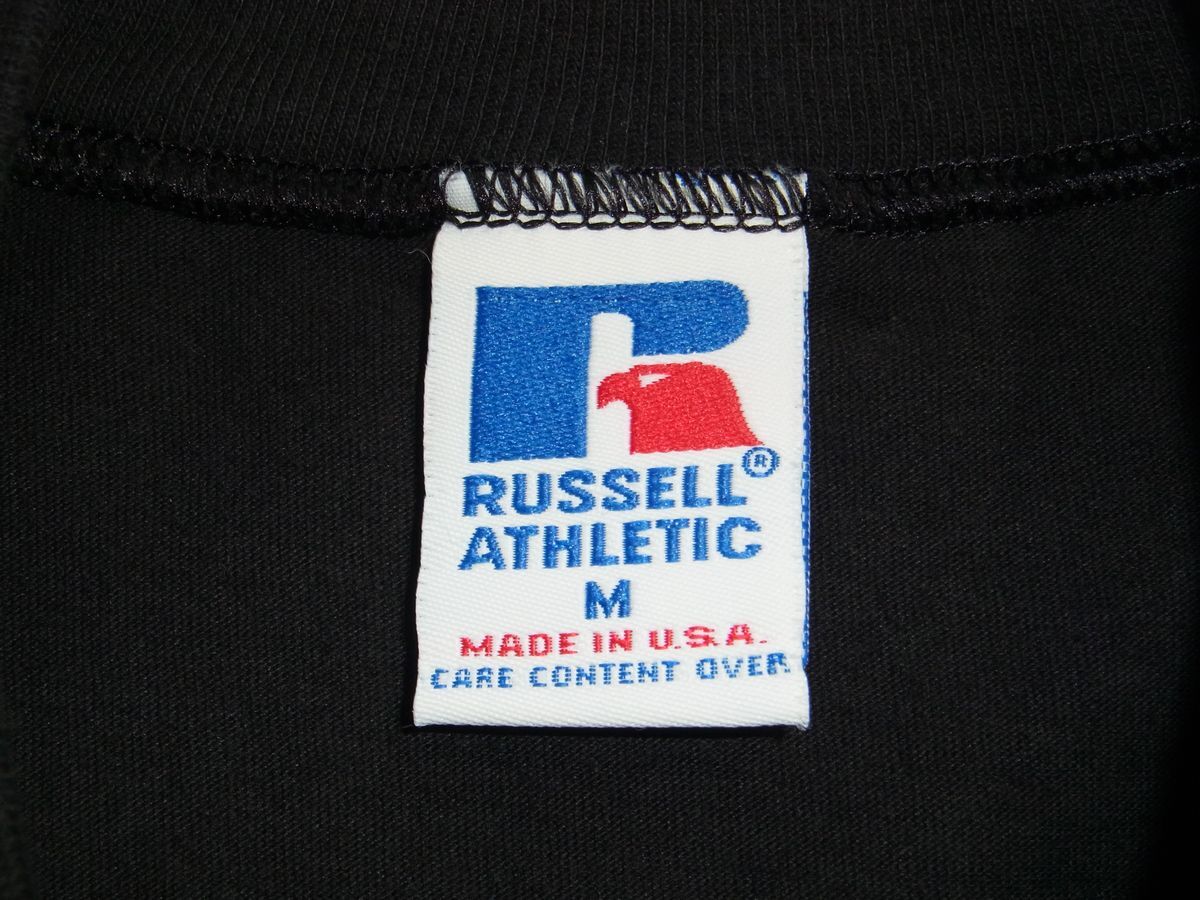 RUSSELL®
ATHLETIC
M
MADE IN U.S.A.
CARE CONTENT OVER